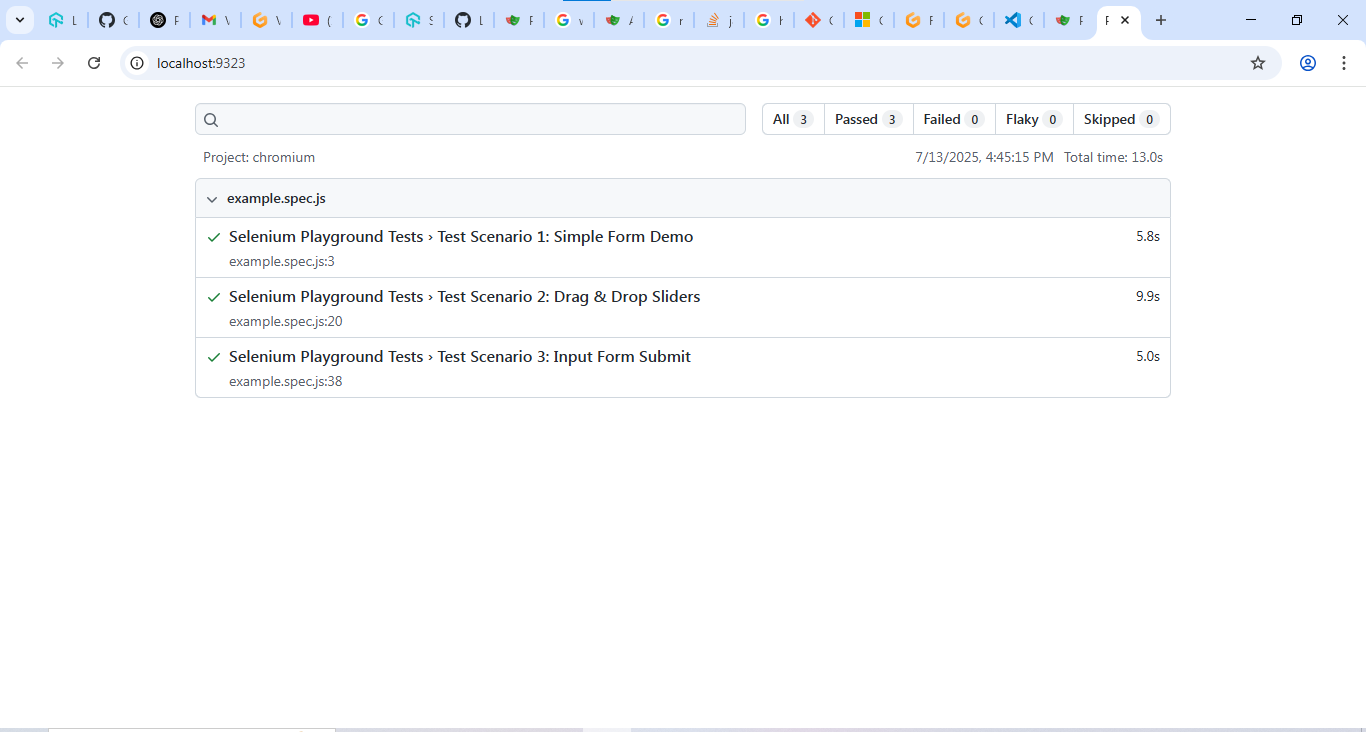 localhost:9323
All 3 Passed 3 Failed 0 Flaky 0 Skipped 0
Project: chromium 7/13/2025, 4:45:15 PM Total time: 13.0s
example.spec.js
Selenium Playground Tests › Test Scenario 1: Simple Form Demo 5.8s
example.spec.js:3
Selenium Playground Tests › Test Scenario 2: Drag & Drop Sliders 9.9s
example.spec.js:20
Selenium Playground Tests › Test Scenario 3: Input Form Submit 5.0s
example.spec.js:38